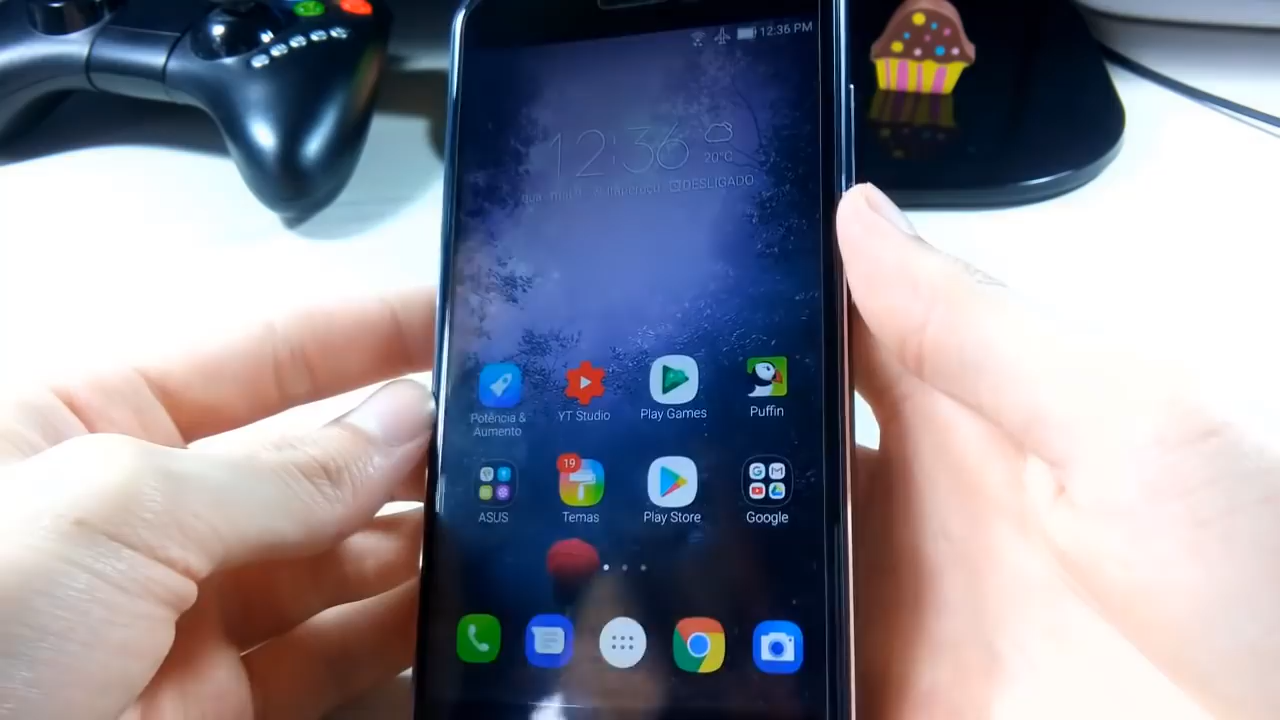 12:36 PM
12:36
20°C
DESLIGADO
Potência &
Aumento
YT Studio
Play Games
Puffin
19
ASUS
Temas
Play Store
Google